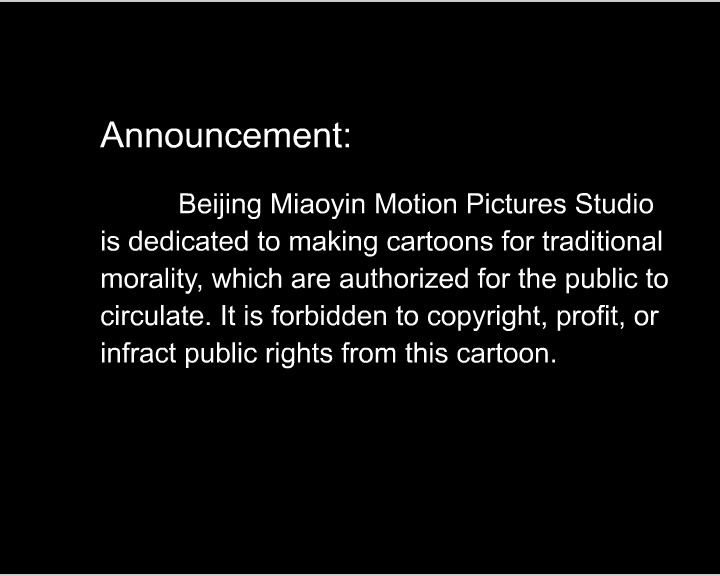 Announcement:
Beijing Miaoyin Motion Pictures Studio
is dedicated to making cartoons for traditional
morality, which are authorized for the public to
circulate. It is forbidden to copyright, profit, or
infract public rights from this cartoon.